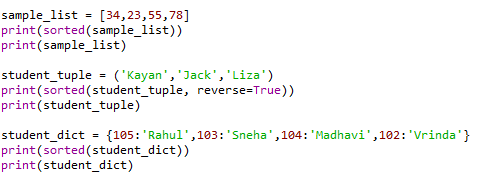 sample_list = [34,23,55,78]
print(sorted(sample_list))
print(sample_list)
student_tuple = ('Kayan','Jack','Liza')
print(sorted(student_tuple, reverse=True))
print(student_tuple)
student_dict = {105:'Rahul',103:'Sneha',104:'Madhavi',102:'Vrinda'}
print(sorted(student_dict))
print(student_dict)